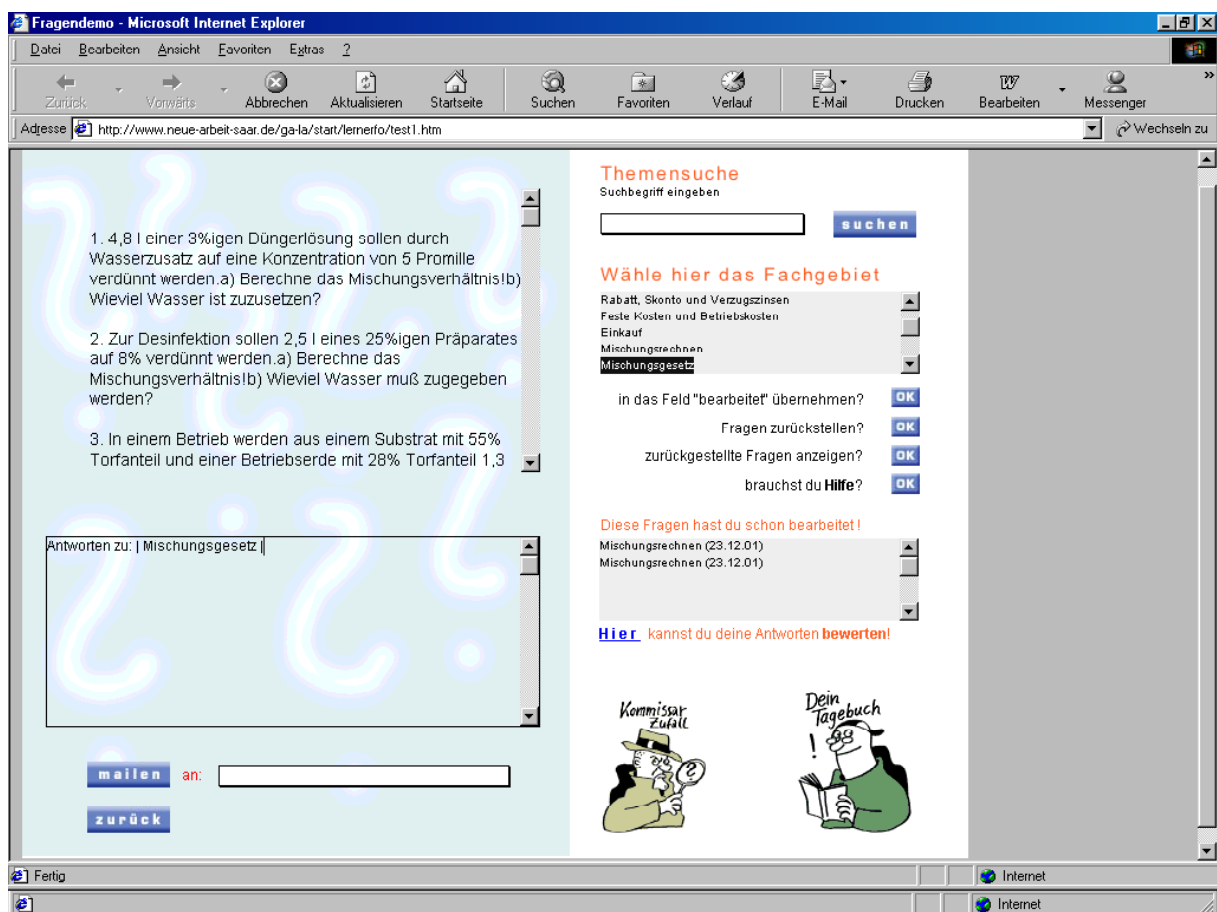 Fragendemo - Microsoft Internet Explorer
Datei Bearbeiten Ansicht Favoriten Extras ?
Zurück Vorwärts Abbrechen Aktualisieren Startseite Suchen Favoriten Verlauf E-Mail Drucken Bearbeiten Messenger »
Adresse http://www.neue-arbeit-saar.de/ga-la/start/lernerfo/test1.htm Wechseln zu
1. 4,8 l einer 3%igen Düngerlösung sollen durch
Wasserzusatz auf eine Konzentration von 5 Promille
verdünnt werden.a) Berechne das Mischungsverhältnis!b)
Wieviel Wasser ist zuzusetzen?
2. Zur Desinfektion sollen 2,5 l eines 25%igen Präparates
auf 8% verdünnt werden.a) Berechne das
Mischungsverhältnis!b) Wieviel Wasser muß zugegeben
werden?
3. In einem Betrieb werden aus einem Substrat mit 55%
Torfanteil und einer Betriebserde mit 28% Torfanteil 1,3
Antworten zu: | Mischungsgesetz |
mailen an:
zurück
Themensuche
Suchbegriff eingeben
suchen
Wähle hier das Fachgebiet
Rabatt, Skonto und Verzugszinsen
Feste Kosten und Betriebskosten
Einkauf
Mischungsrechnen
Mischungsgesetz
in das Feld "bearbeitet" übernehmen? OK
Fragen zurückstellen? OK
zurückgestellte Fragen anzeigen? OK
brauchst du Hilfe? OK
Diese Fragen hast du schon bearbeitet !
Mischungsrechnen (23.12.01)
Mischungsrechnen (23.12.01)
Hier kannst du deine Antworten bewerten!
Kommissar
Zufall
Dein
Tagebuch
!
?
Fertig Internet
Internet